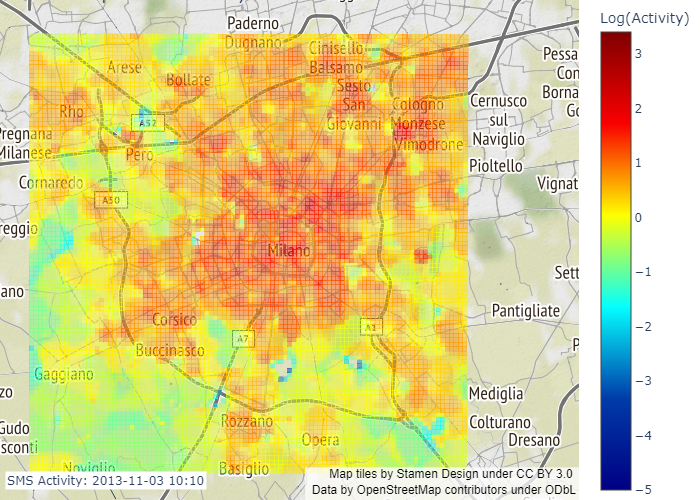 Log(Activity)
Paderno
Dugnano
Cinisello
Balsamo
Arese
Bollate
Sesto
San
Giovanni
Rho
Cologno
Monzese
Vimodrone
Cernusco
sul
Naviglio
Pessa
Con
Borna
Go
A52
Pregnana
Milanese
Pero
Pioltello
Cornaredo
Vignat
A50
reggio
Milano
Sett
ano
Pantigliate
Corsico
A7
A1
Buccinasco
P
Gaggiano
zo
Mediglia
Rozzano
Colturano
Gudo
sconti
Opera
Dresano
Noviglio
Basiglio
3
2
1
0
−1
−2
−3
−4
−5
SMS Activity: 2013-11-03 10:10
Map tiles by Stamen Design under CC BY 3.0
Data by OpenStreetMap contributors under ODbL